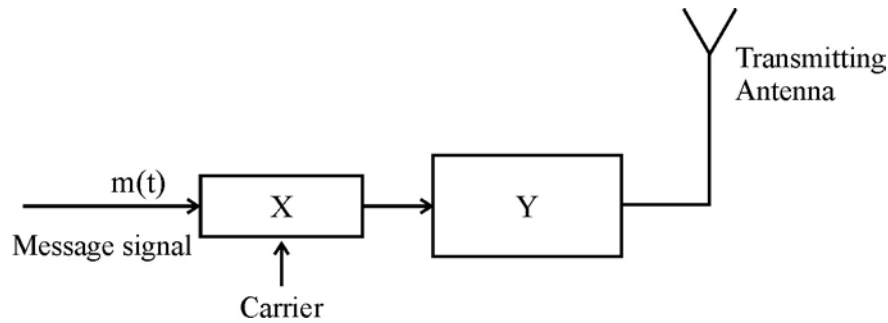 Transmitting
Antenna
m(t)
X
Y
Message signal
Carrier